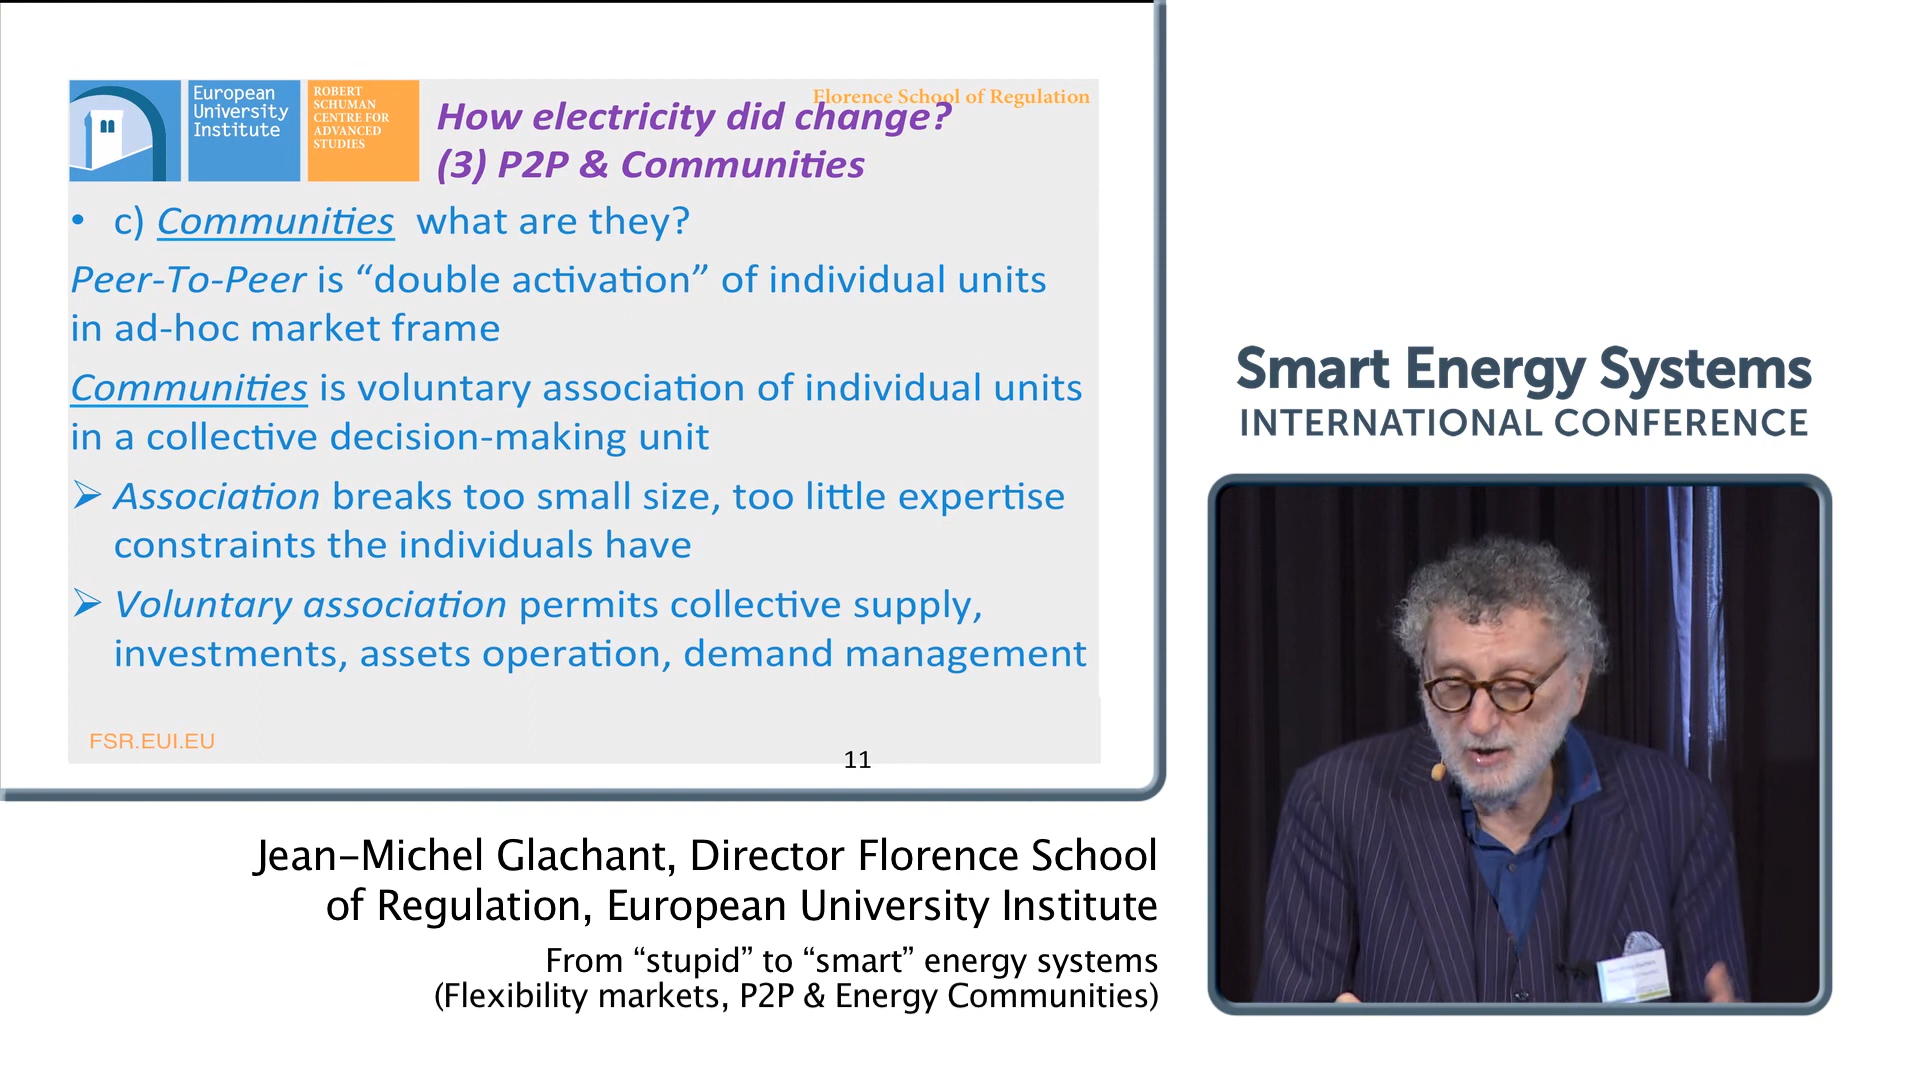 European
University
Institute
ROBERT
SCHUMAN
CENTRE FOR
ADVANCED
STUDIES
Florence School of Regulation
How electricity did change?
(3) P2P & Communities
• c) Communities what are they?
Peer-To-Peer is “double activation” of individual units
in ad-hoc market frame
Communities is voluntary association of individual units
in a collective decision-making unit
➢ Association breaks too small size, too little expertise
constraints the individuals have
➢ Voluntary association permits collective supply,
investments, assets operation, demand management
FSR.EUI.EU
11
Smart Energy Systems
INTERNATIONAL CONFERENCE
Jean-Michel Glachant, Director Florence School
of Regulation, European University Institute
From “stupid” to “smart” energy systems
(Flexibility markets, P2P & Energy Communities)